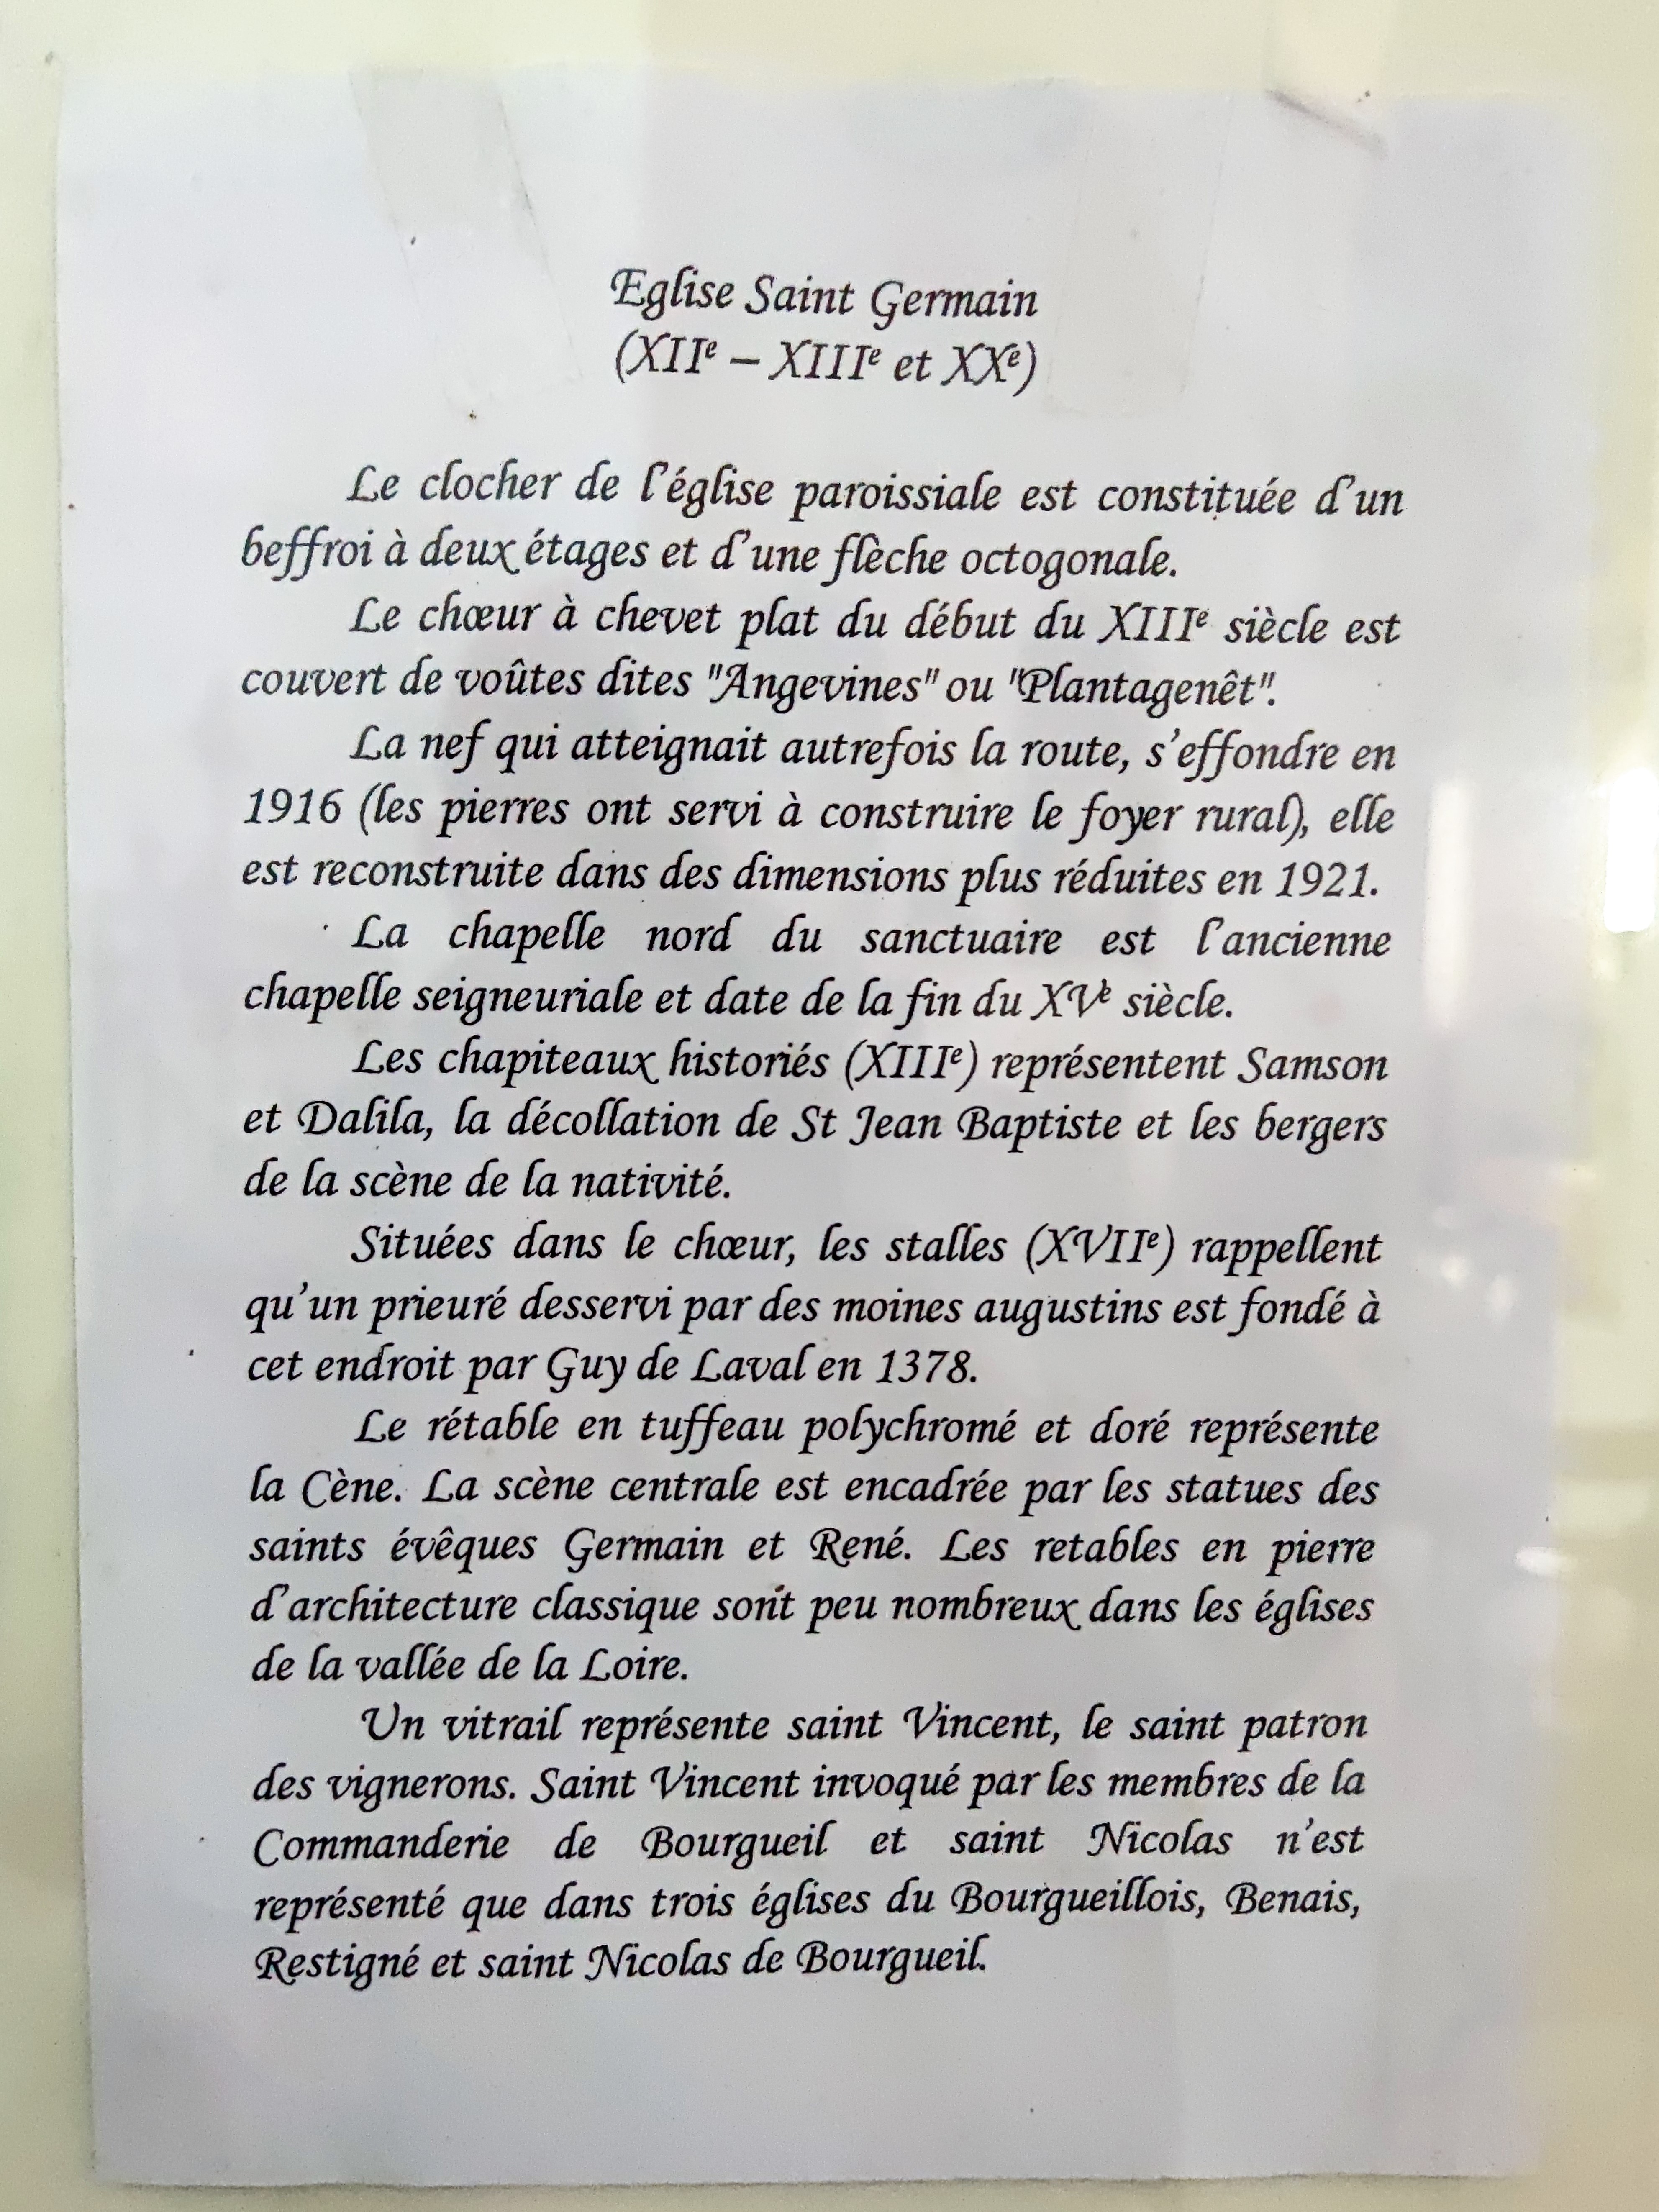 Eglise Saint Germain
(XIIe – XIIIe et XXe)
Le clocher de l'église paroissiale est constituée d'un
beffroi à deux étages et d'une flèche octogonale.
Le chœur à chevet plat du début du XIIIe siècle est
couvert de voûtes dites "Angevines" ou "Plantagenêt".
La nef qui atteignait autrefois la route, s'effondre en
1916 (les pierres ont servi à construire le foyer rural), elle
est reconstruite dans des dimensions plus réduites en 1921.
La chapelle nord du sanctuaire est l'ancienne
chapelle seigneuriale et date de la fin du XVe siècle.
Les chapiteaux historiés (XIIIe) représentent Samson
et Dalila, la décollation de St Jean Baptiste et les bergers
de la scène de la nativité.
Situées dans le chœur, les stalles (XVIIe) rappellent
qu'un prieuré desservi par des moines augustins est fondé à
cet endroit par Guy de Laval en 1378.
Le rétable en tuffeau polychromé et doré représente
la Cène. La scène centrale est encadrée par les statues des
saints évêques Germain et René. Les retables en pierre
d'architecture classique sont peu nombreux dans les églises
de la vallée de la Loire.
Un vitrail représente saint Vincent, le saint patron
des vignerons. Saint Vincent invoqué par les membres de la
Commanderie de Bourgueil et saint Nicolas n'est
représenté que dans trois églises du Bourgueillois, Benais,
Restigné et saint Nicolas de Bourgueil.